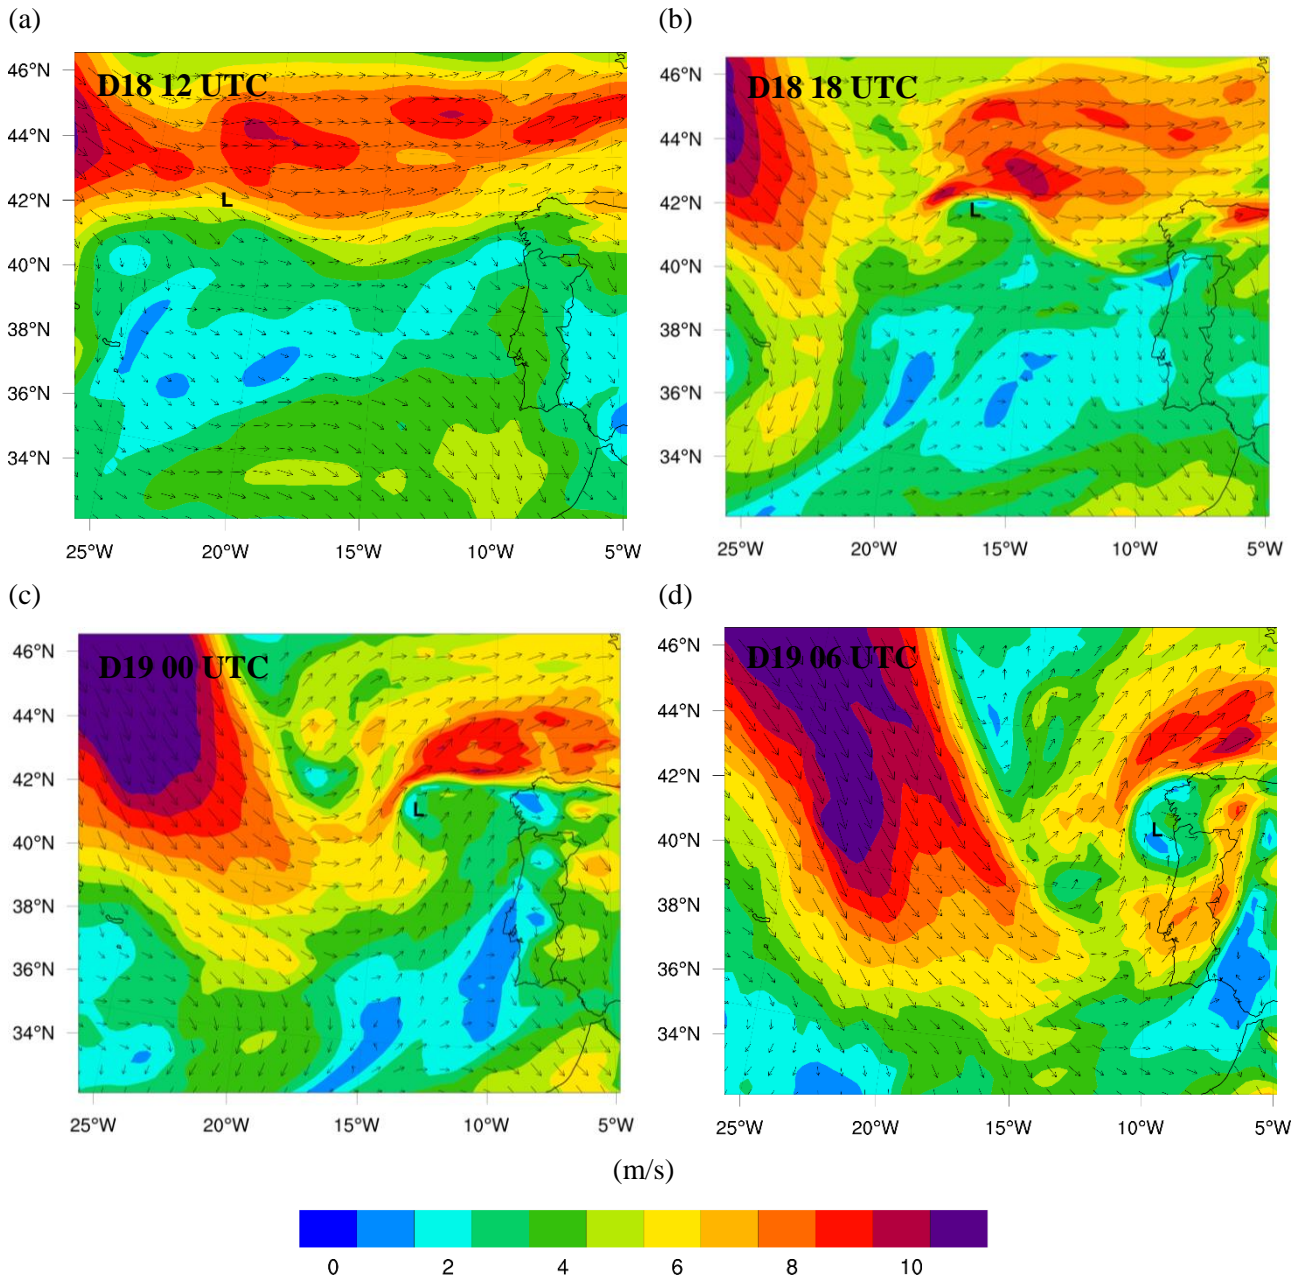 (a) (b)
46°N D18 12 UTC 46°N D18 18 UTC
44°N 44°N
42°N L 42°N L
40°N 40°N
38°N 38°N
36°N 36°N
34°N 34°N
25°W 20°W 15°W 10°W 5°W 25°W 20°W 15°W 10°W 5°W
(c) (d)
46°N D19 00 UTC 46°N D19 06 UTC
44°N 44°N
42°N L 42°N
40°N 40°N L
38°N 38°N
36°N 36°N
34°N 34°N
25°W 20°W 15°W 10°W 5°W 25°W 20°W 15°W 10°W 5°W
(m/s)
0 2 4 6 8 10